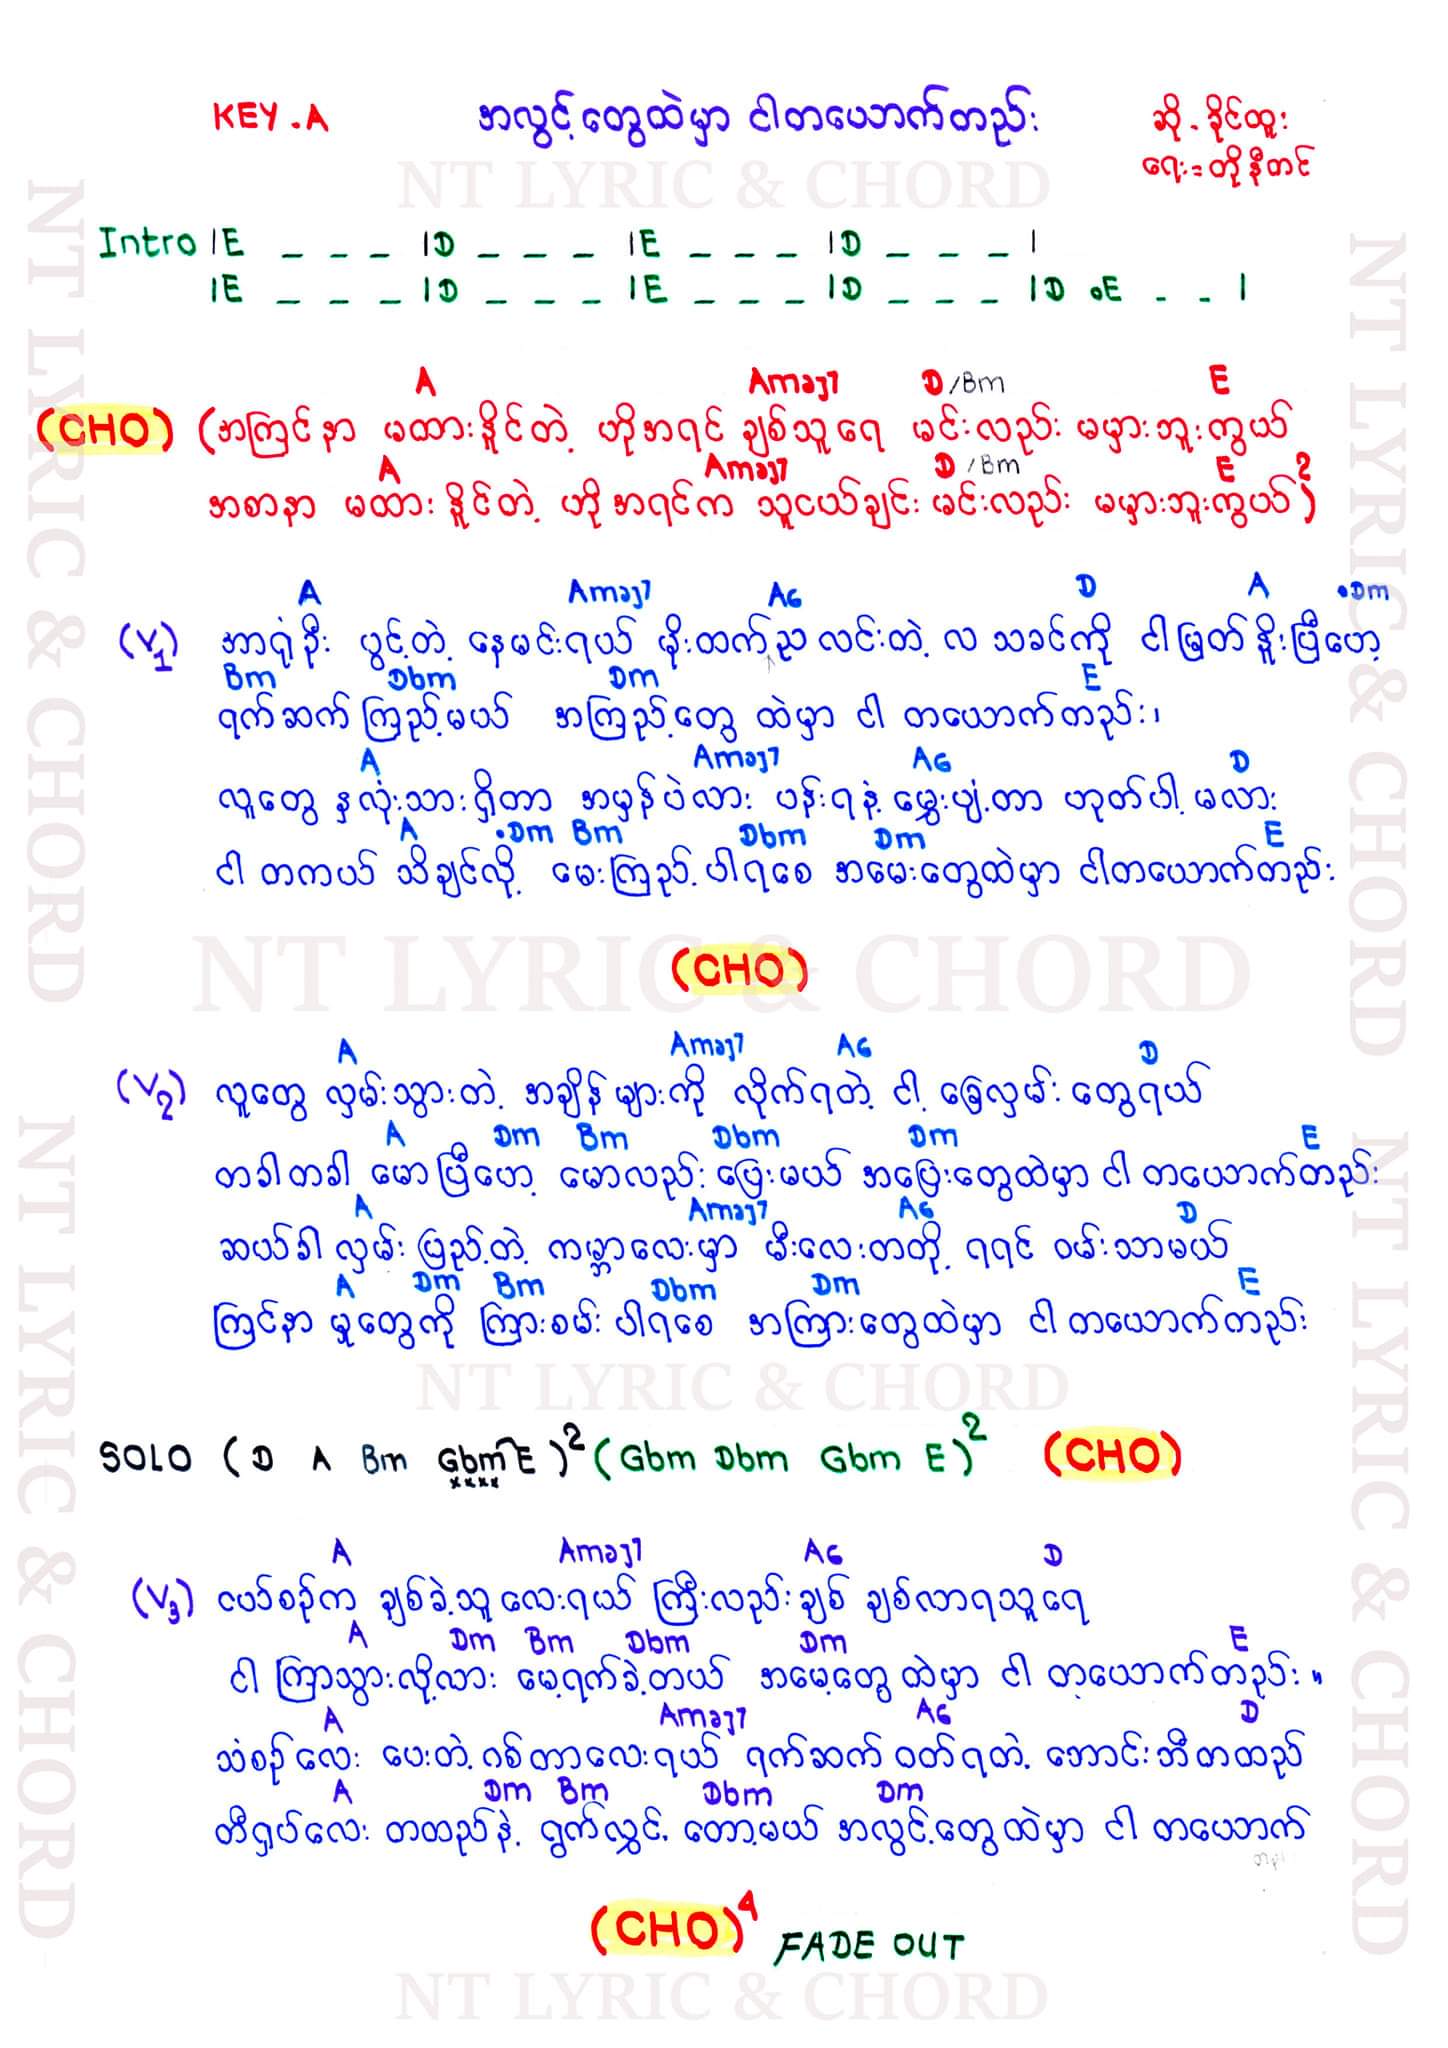 KEY.A အလွင့်တွေထဲမှာ ငါတယောက်တည်း ဆို - ခိုင်ထူး
ရေး = တိုနီတင်
NT LYRIC & CHORD
Intro |E _ _ _ |D _ _ _ |E _ _ _ |D _ _ _ |
|E _ _ _ |D _ _ _ |E _ _ _ |D _ _ _ |D .E - - |
A Amaj7 D/Bm E
(CHO) (အကြင်နာ မထားနိုင်တဲ့ ဟိုအရင် ချစ်သူရေ မင်းလည်း မမှားဘူးကွယ်
A Amaj7 D/Bm E
အစာနာ မထားနိုင်တဲ့ ဟိုအရင်က သူငယ်ချင်း မင်းလည်း မမှားဘူးကွယ်)2
A Amaj7 A6 D A .Dm
(V1) အာရုံဦး ပွင့်တဲ့ နေမင်းရယ် မိုးထက်ည လင်းတဲ့ လ သခင်ကို ငါမြတ်နိုးပြီဟေ့
Bm Dbm Dm E
ရက်ဆက်ကြည့်မယ် အကြည့်တွေ ထဲမှာ ငါ တယောက်တည်း၊
A Amaj7 A6 D
လူတွေ နှလုံးသားရှိတာ အမှန်ပဲလား ပန်းရနံ့ မွှေးပျံ့တာ ဟုတ်ပါ့ မလား
A .Dm Bm Dbm Dm E
ငါ တကယ် သိချင်လို့ မေးကြည့်ပါရစေ အမေးတွေထဲမှာ ငါတယောက်တည်း
NT LYRIC & CHORD
(CHO)
A Amaj7 A6 D
(V2) လူတွေ လှမ်းသွားတဲ့ အချိန်များကို လိုက်ရတဲ့ ငါ့ ခြေလှမ်းတွေရယ်
A Dm Bm Dbm Dm E
တခါတခါ မောပြီဟေ့ မောလည်း ပြေးမယ် အပြေးတွေထဲမှာ ငါ တယောက်တည်း
A Amaj7 A6 D
ဆယ်ခါ လှမ်း ပြည့်တဲ့ ကမ္ဘာလေးမှာ မီးလေးတတို့ ရရင် ဝမ်းသာမယ်
A Dm Bm Dbm Dm E
ကြင်နာမှုတွေကို ကြားစမ်းပါရစေ အကြားတွေထဲမှာ ငါ တယောက်တည်း
NT LYRIC & CHORD
SOLO (D A Bm Gbm E)2 (Gbm Dbm Gbm E)2 (CHO)
xxxx
A Amaj7 A6 D
(V3) ငယ်စဉ်က ချစ်ခဲ့သူလေးရယ် ကြီးလည်းချစ် ချစ်လာရသူရေ
A Dm Bm Dbm Dm E
ငါ ကြာသွားလို့လား မေ့ရက်ခဲ့တယ် အမေ့တွေ ထဲမှာ ငါ တယောက်တည်း "
A Amaj7 A6 D
သံစဉ်လေး ပေးတဲ့ ဂစ်တာလေးရယ် ရက်ဆက် ဝတ်ရတဲ့ ဘောင်းဘီတထည်
A Dm Bm Dbm Dm
တီရှပ်လေး တထည်နဲ့ ရွက်လွှင့် တော့မယ် အလွင့်တွေထဲမှာ ငါ တယောက်
(CHO)4 FADE OUT
NT LYRIC & CHORD
NT LYRIC & CHORD
NT LYRIC & CHORD
NT LYRIC & CHORD
NT LYRIC & CHORD